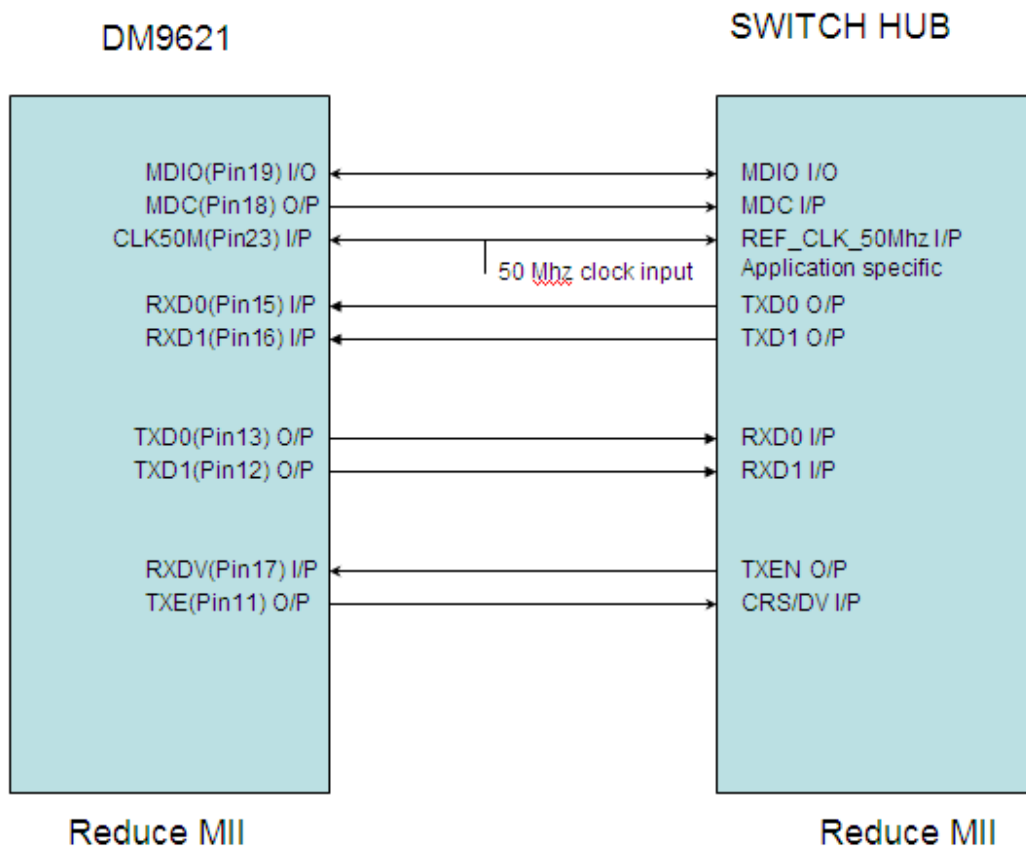 DM9621
SWITCH HUB
MDIO(Pin19) I/O
MDIO I/O
MDC(Pin18) O/P
MDC I/P
CLK50M(Pin23) I/P
REF_CLK_50Mhz I/P
50 Mhz clock input
Application specific
RXD0(Pin15) I/P
TXD0 O/P
RXD1(Pin16) I/P
TXD1 O/P
TXD0(Pin13) O/P
RXD0 I/P
TXD1(Pin12) O/P
RXD1 I/P
RXDV(Pin17) I/P
TXEN O/P
TXE(Pin11) O/P
CRS/DV I/P
Reduce MII
Reduce MII